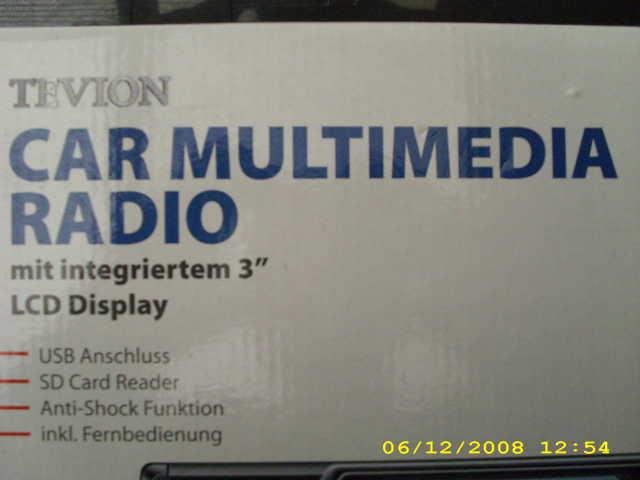 TEVION
CAR MULTIMEDIA
RADIO
mit integriertem 3”
LCD Display
USB Anschluss
SD Card Reader
Anti-Shock Funktion
inkl. Fernbedienung
06/12/2008 12:54